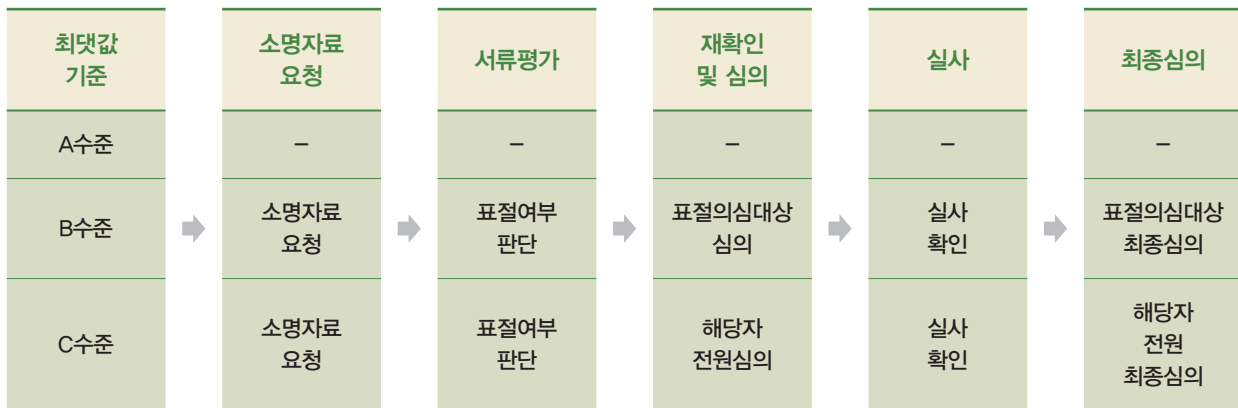 최댓값
기준
소명자료
요청
서류평가
재확인
및 심의
실사
최종심의
A수준
–
–
–
–
–
B수준
소명자료
요청
표절여부
판단
표절의심대상
심의
실사
확인
표절의심대상
최종심의
C수준
소명자료
요청
표절여부
판단
해당자
전원심의
실사
확인
해당자
전원
최종심의